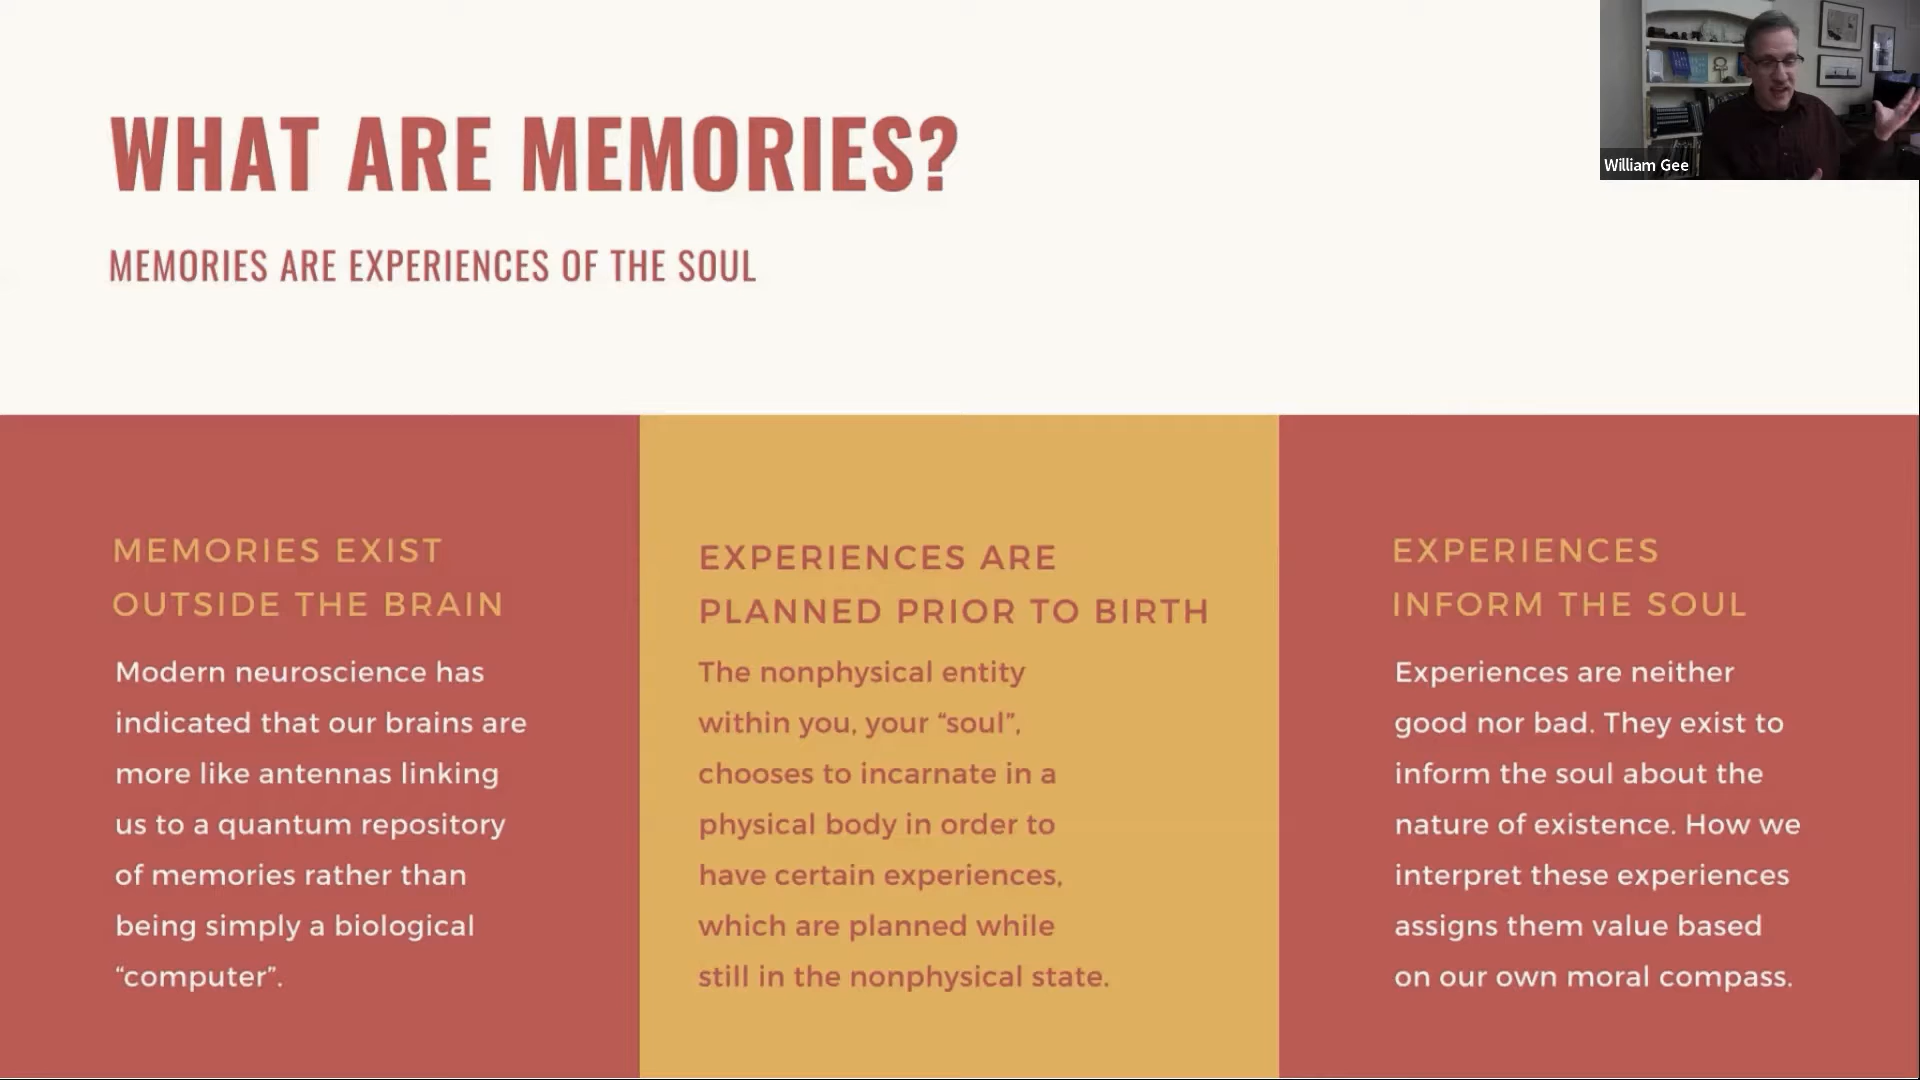 WHAT ARE MEMORIES?
MEMORIES ARE EXPERIENCES OF THE SOUL
William Gee
MEMORIES EXIST
OUTSIDE THE BRAIN
Modern neuroscience has
indicated that our brains are
more like antennas linking
us to a quantum repository
of memories rather than
being simply a biological
“computer”.
EXPERIENCES ARE
PLANNED PRIOR TO BIRTH
The nonphysical entity
within you, your “soul”,
chooses to incarnate in a
physical body in order to
have certain experiences,
which are planned while
still in the nonphysical state.
EXPERIENCES
INFORM THE SOUL
Experiences are neither
good nor bad. They exist to
inform the soul about the
nature of existence. How we
interpret these experiences
assigns them value based
on our own moral compass.